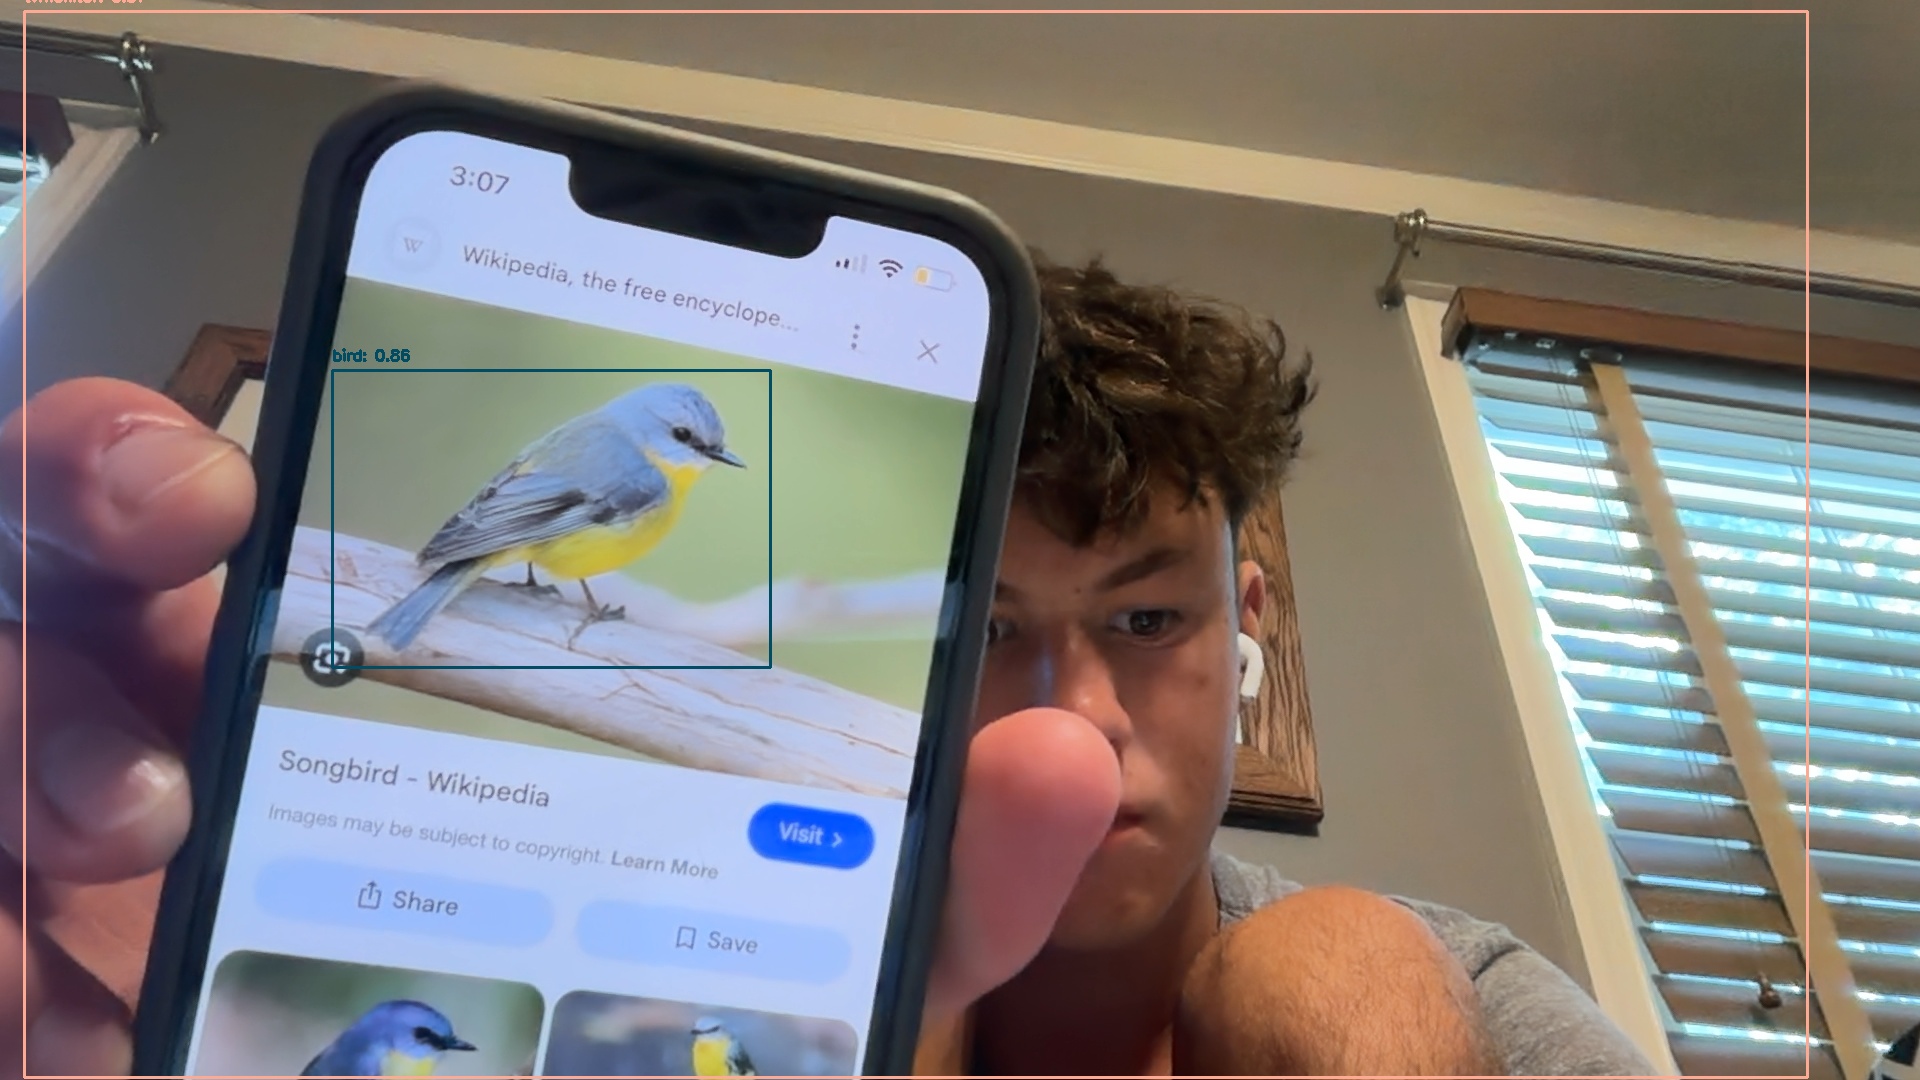 3:07
W
Wikipedia, the free encyclope...
bird: 0.86
Songbird - Wikipedia
Images may be subject to copyright. Learn More
Visit >
Share
Save